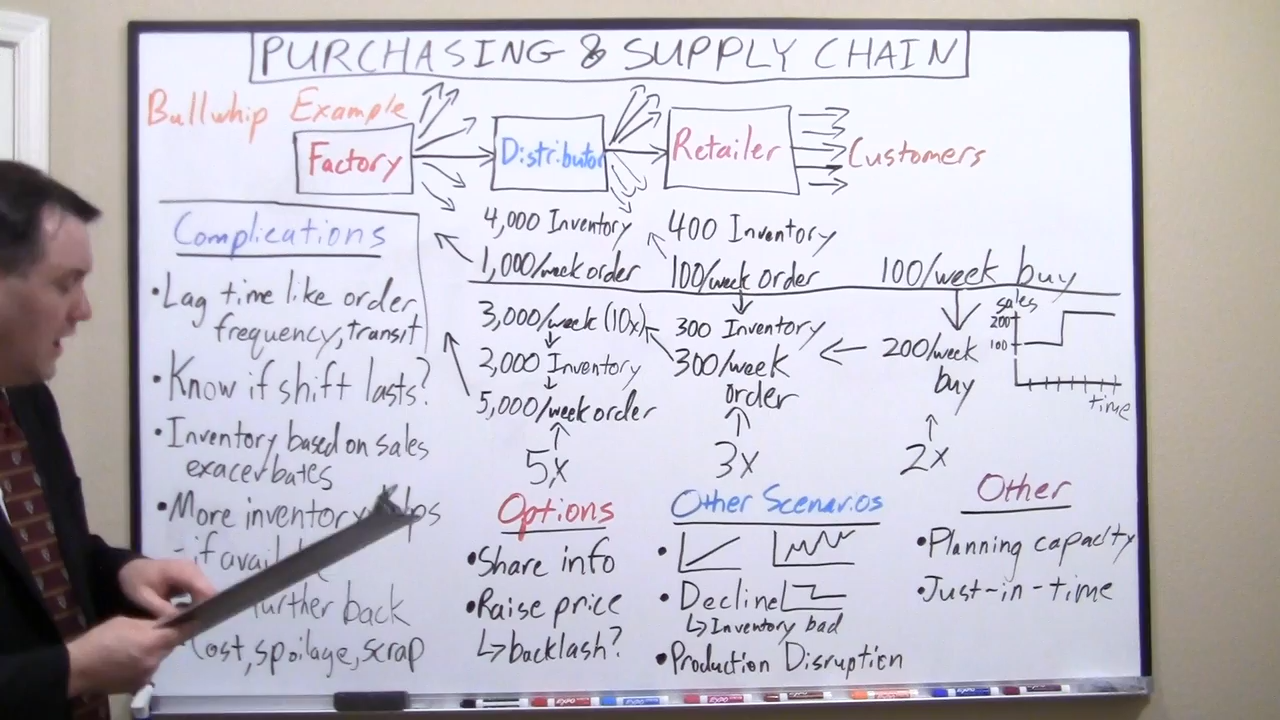 PURCHASING & SUPPLY CHAIN
Bullwhip Example
Factory
Distributor
Retailer
Customers
4,000 Inventory
1,000/week order
400 Inventory
100/week order
100/week buy
3,000/week (10x)
2,000 Inventory
5,000/week order
5x
300 Inventory
300/week
order
3x
200/week
buy
2x
sales
200
100
time
Complications
•Lag time like order
frequency, transit
•Know if shift lasts?
•Inventory based on sales
exacerbates
•More inventory
-if
further back
Cost, spoilage, scrap
Options
•Share info
•Raise price
↳backlash?
Other Scenarios
•Decline
↳Inventory bad
•Production Disruption
Other
•Planning capacity
•Just-in-time